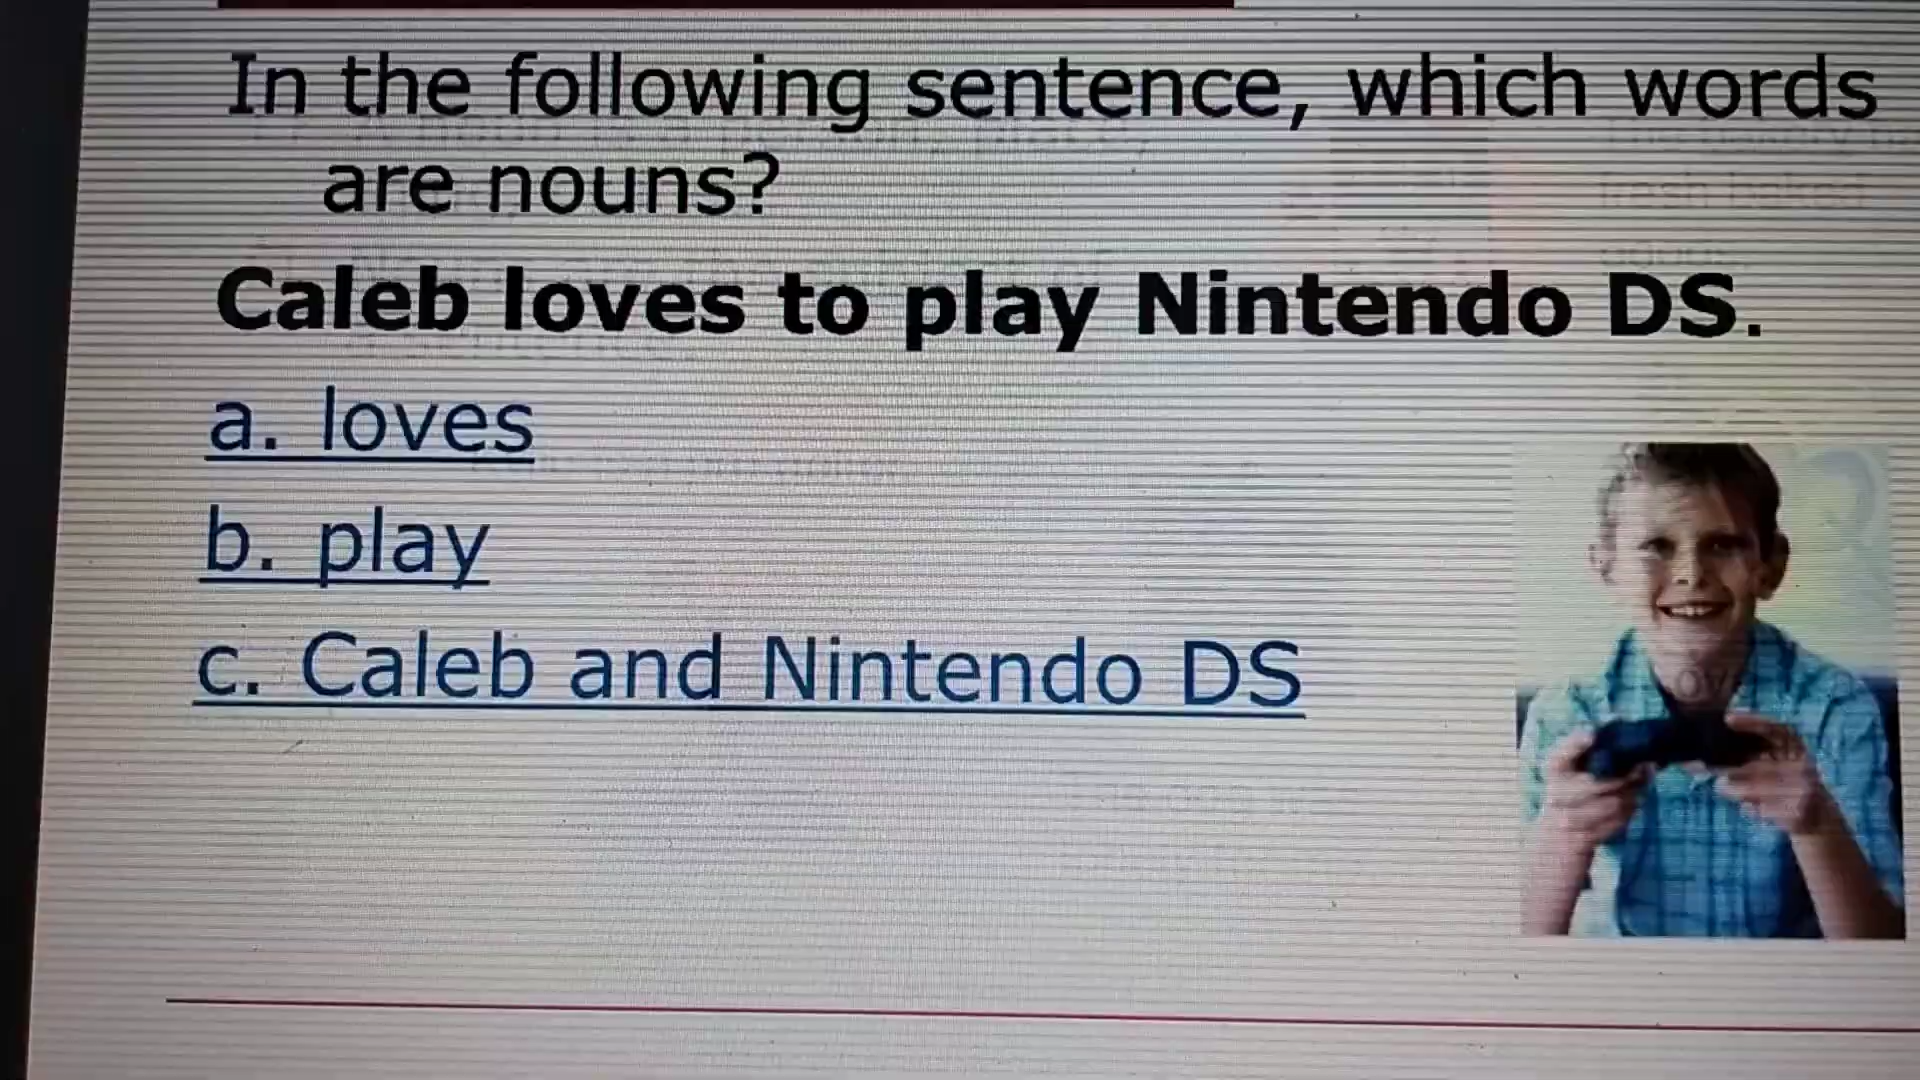 In the following sentence, which words
are nouns?
Caleb loves to play Nintendo DS.
a. loves
b. play
c. Caleb and Nintendo DS